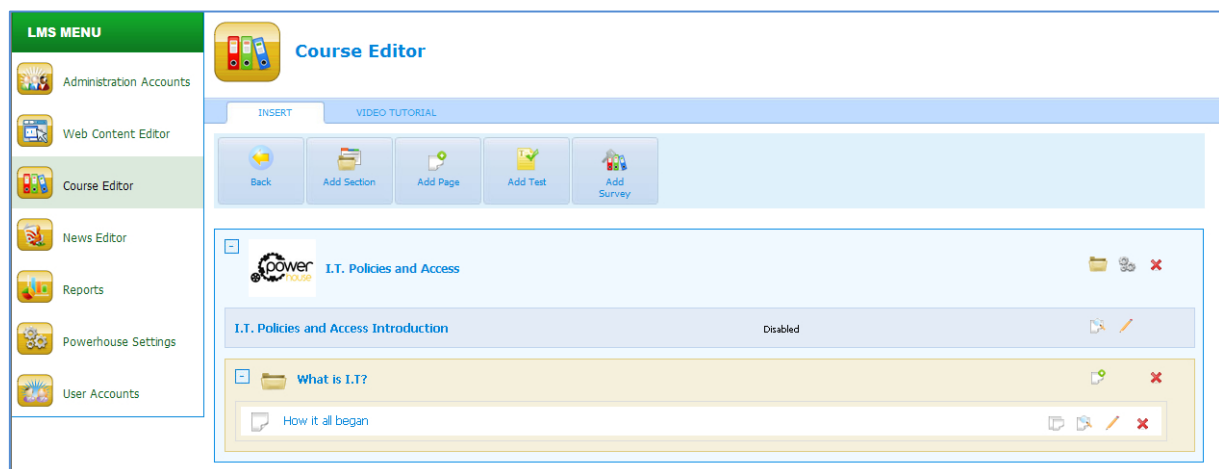 LMS MENU
Administration Accounts
Web Content Editor
Course Editor
News Editor
Reports
Powerhouse Settings
User Accounts
Course Editor
INSERT
VIDEO TUTORIAL
Back
Add Section
Add Page
Add Test
Add
Survey
power
house
I.T. Policies and Access
I.T. Policies and Access Introduction
Disabled
What is I.T?
How it all began